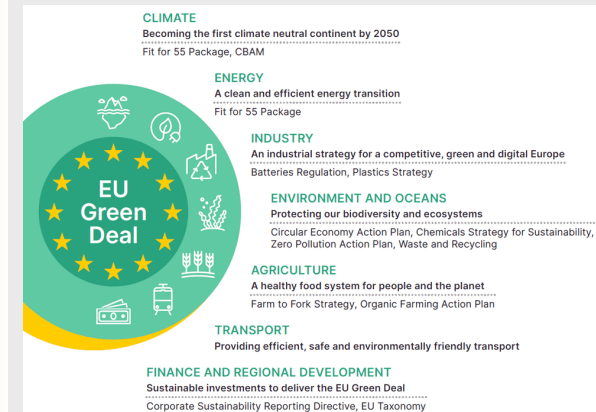 CLIMATE
Becoming the first climate neutral continent by 2050
Fit for 55 Package, CBAM
ENERGY
A clean and efficient energy transition
Fit for 55 Package
INDUSTRY
An industrial strategy for a competitive, green and digital Europe
Batteries Regulation, Plastics Strategy
EU
Green
Deal
ENVIRONMENT AND OCEANS
Protecting our biodiversity and ecosystems
Circular Economy Action Plan, Chemicals Strategy for Sustainability,
Zero Pollution Action Plan, Waste and Recycling
AGRICULTURE
A healthy food system for people and the planet
Farm to Fork Strategy, Organic Farming Action Plan
TRANSPORT
Providing efficient, safe and environmentally friendly transport
FINANCE AND REGIONAL DEVELOPMENT
Sustainable investments to deliver the EU Green Deal
Corporate Sustainability Reporting Directive, EU Taxonomy